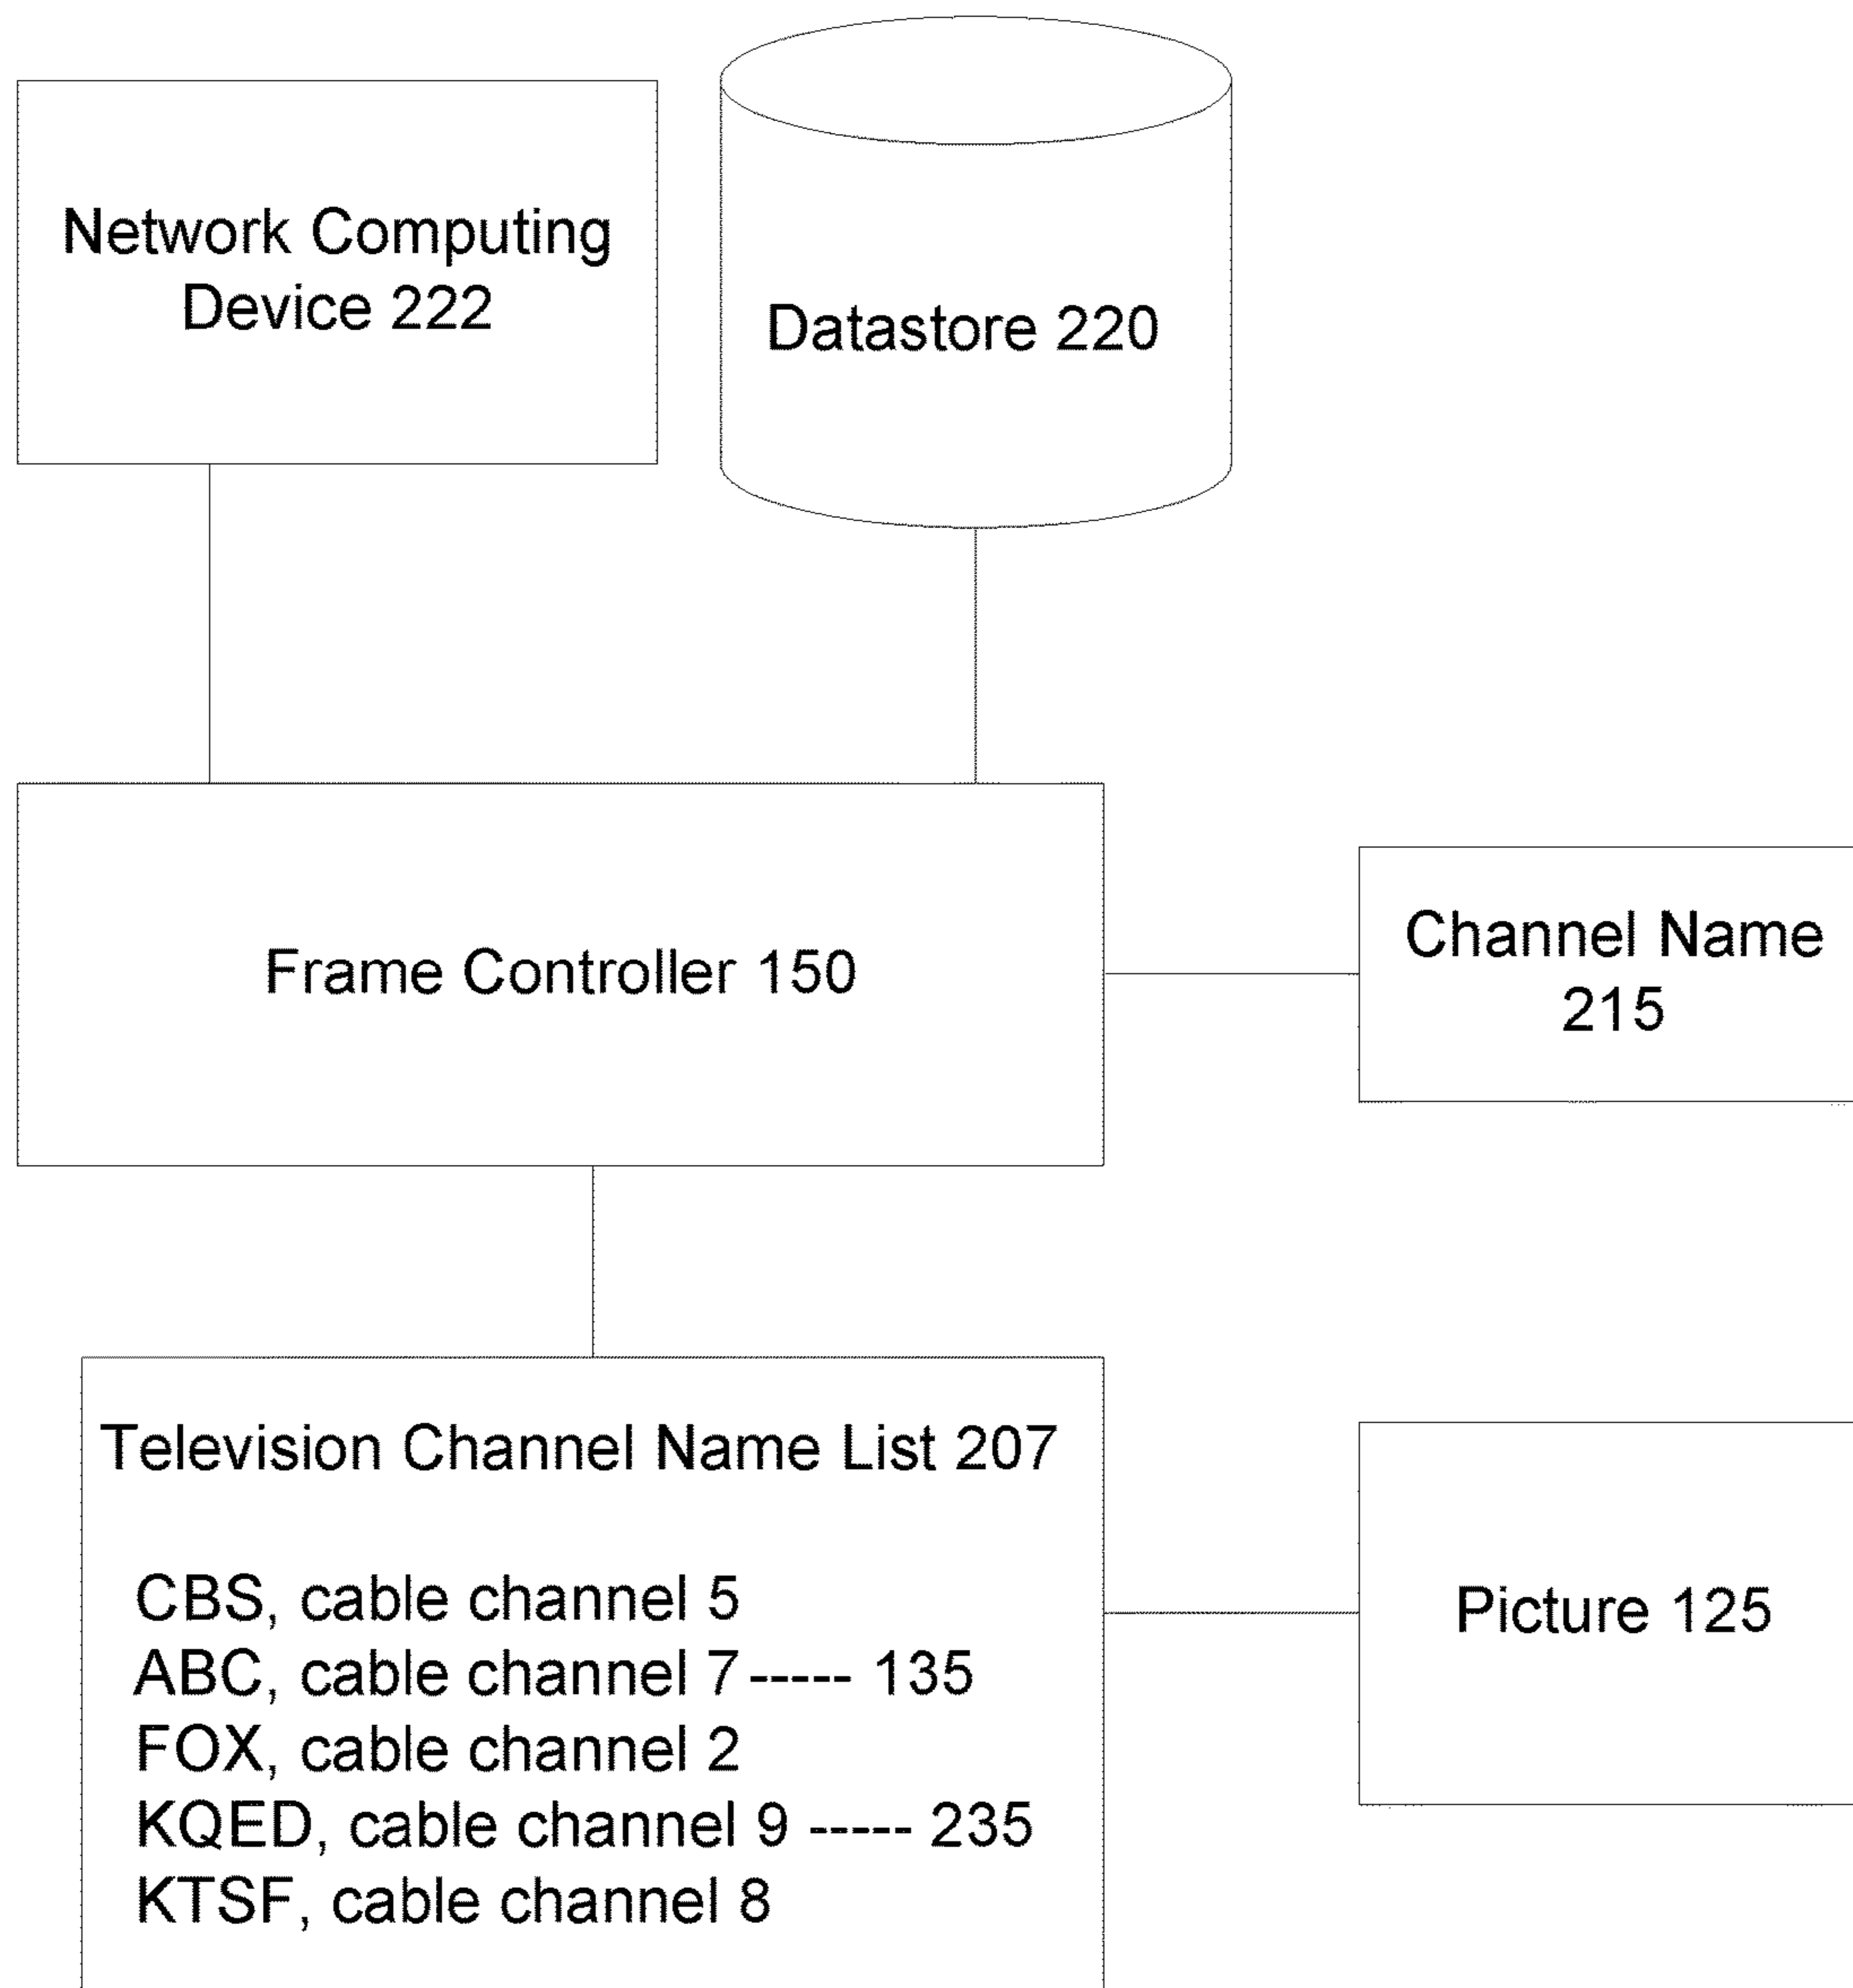 Network Computing
Device 222
Datastore 220
Frame Controller 150
Channel Name
215
Television Channel Name List 207
CBS, cable channel 5
ABC, cable channel 7 ----- 135
FOX, cable channel 2
KQED, cable channel 9 ----- 235
KTSF, cable channel 8
Picture 125